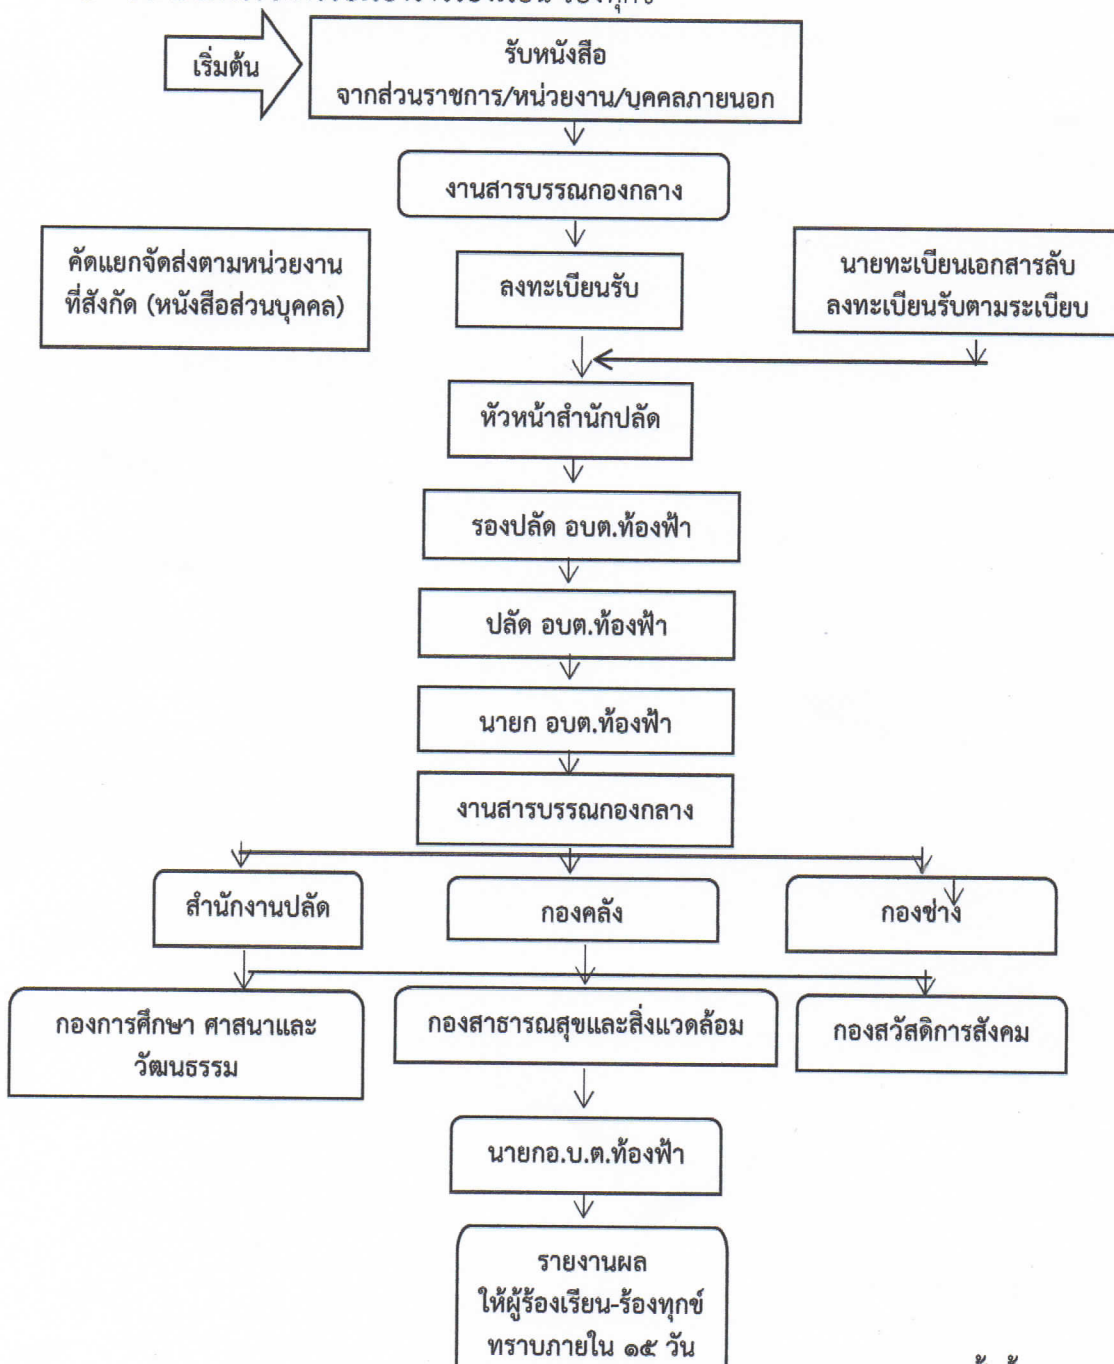 ร้องทุกข์
เริ่มต้น
รับหนังสือ
จากส่วนราชการ/หน่วยงาน/บุคคลภายนอก
งานสารบรรณกองกลาง
คัดแยกจัดส่งตามหน่วยงาน
ที่สังกัด (หนังสือส่วนบุคคล)
ลงทะเบียนรับ
นายทะเบียนเอกสารลับ
ลงทะเบียนรับตามระเบียบ
หัวหน้าสำนักปลัด
รองปลัด อบต.ท้องฟ้า
ปลัด อบต.ท้องฟ้า
นายก อบต.ท้องฟ้า
งานสารบรรณกองกลาง
สำนักงานปลัด
กองคลัง
กองช่าง
กองการศึกษา ศาสนาและ
วัฒนธรรม
กองสาธารณสุขและสิ่งแวดล้อม
กองสวัสดิการสังคม
นายกอ.บ.ต.ท้องฟ้า
รายงานผล
ให้ผู้ร้องเรียน-ร้องทุกข์
ทราบภายใน ๑๕ วัน